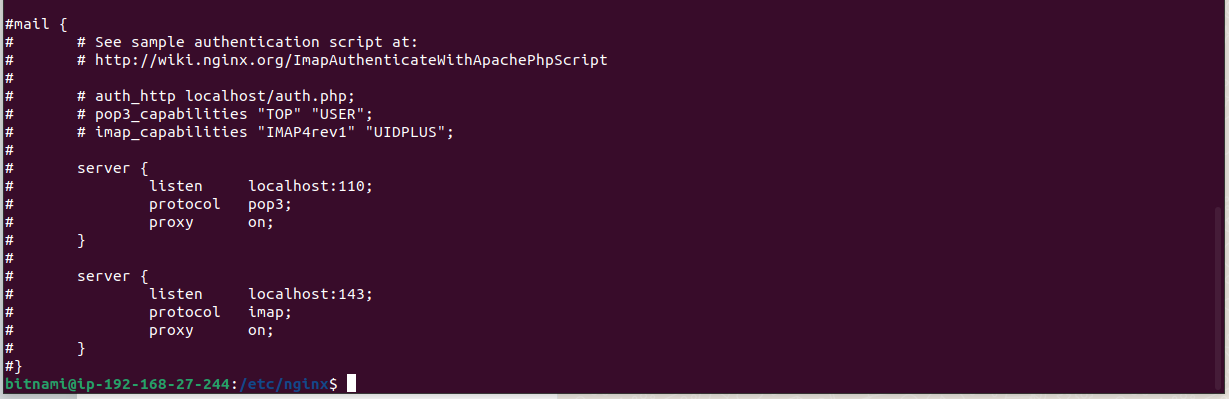 #mail {
#       # See sample authentication script at:
#       # http://wiki.nginx.org/ImapAuthenticateWithApachePhpScript
#
#       # auth_http localhost/auth.php;
#       # pop3_capabilities "TOP" "USER";
#       # imap_capabilities "IMAP4rev1" "UIDPLUS";
#
#       server {
#               listen     localhost:110;
#               protocol   pop3;
#               proxy      on;
#       }
#
#       server {
#               listen     localhost:143;
#               protocol   imap;
#               proxy      on;
#       }
#}
bitnami@ip-192-168-27-244:/etc/nginx$